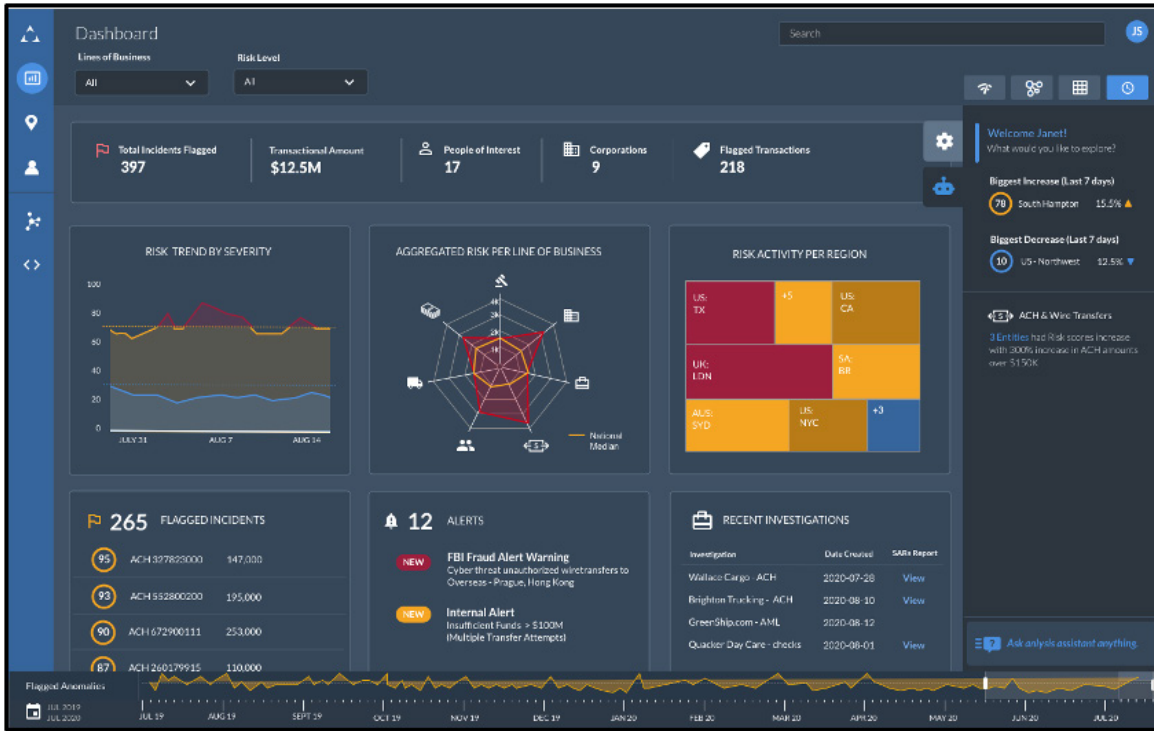 Dashboard
Search
JS
Lines of Business
Risk Level
All
All
Total Incidents Flagged
397
Transactional Amount
$12.5M
People of Interest
17
Corporations
9
Flagged Transactions
218
Welcome Janet!
What would you like to explore?
Biggest Increase (Last 7 days)
78 South Hampton 15.5%
Biggest Decrease (Last 7 days)
10 US - Northwest 12.5%
ACH & Wire Transfers
3 Entities had Risk scores increase
with 300% increase in ACH amounts
over $150K
RISK TREND BY SEVERITY
100
80
60
40
20
0
JULY 31 AUG 7 AUG 14
AGGREGATED RISK PER LINE OF BUSINESS
40
30
20
10
National
Median
RISK ACTIVITY PER REGION
US:
TX
+5
US:
CA
UK:
LDN
SA:
BR
AUS:
SYD
US:
NYC
+3
265 FLAGGED INCIDENTS
95 ACH 327823000 147,000
93 ACH 552800200 195,000
90 ACH 672900111 253,000
87 ACH 260179915 110,000
12 ALERTS
NEW
FBI Fraud Alert Warning
Cyber threat unauthorized wiretransfers to
Overseas - Prague, Hong Kong
NEW
Internal Alert
Insufficient Funds > $100M
(Multiple Transfer Attempts)
RECENT INVESTIGATIONS
Investigation Date Created SARs Report
Wallace Cargo - ACH 2020-07-28 View
Brighton Trucking - ACH 2020-08-10 View
GreenShip.com - AML 2020-08-12
Quacker Day Care - checks 2020-08-01 View
Ask anlysis assistant anything.
Flagged Anomalies
JUL 2019
JUL 2020
JUL 19 AUG 19 SEPT 19 OCT 19 NOV 19 DEC 19 JAN 20 FEB 20 MAR 20 APR 20 MAY 20 JUN 20 JUL 20